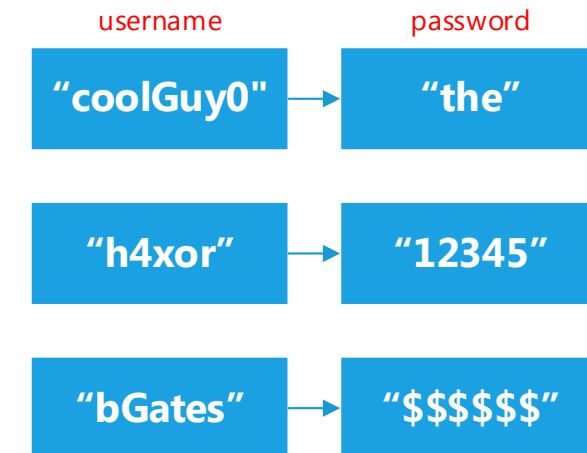 username password
“coolGuy0" “the”
“h4xor” “12345”
“bGates” “$$$$$$”